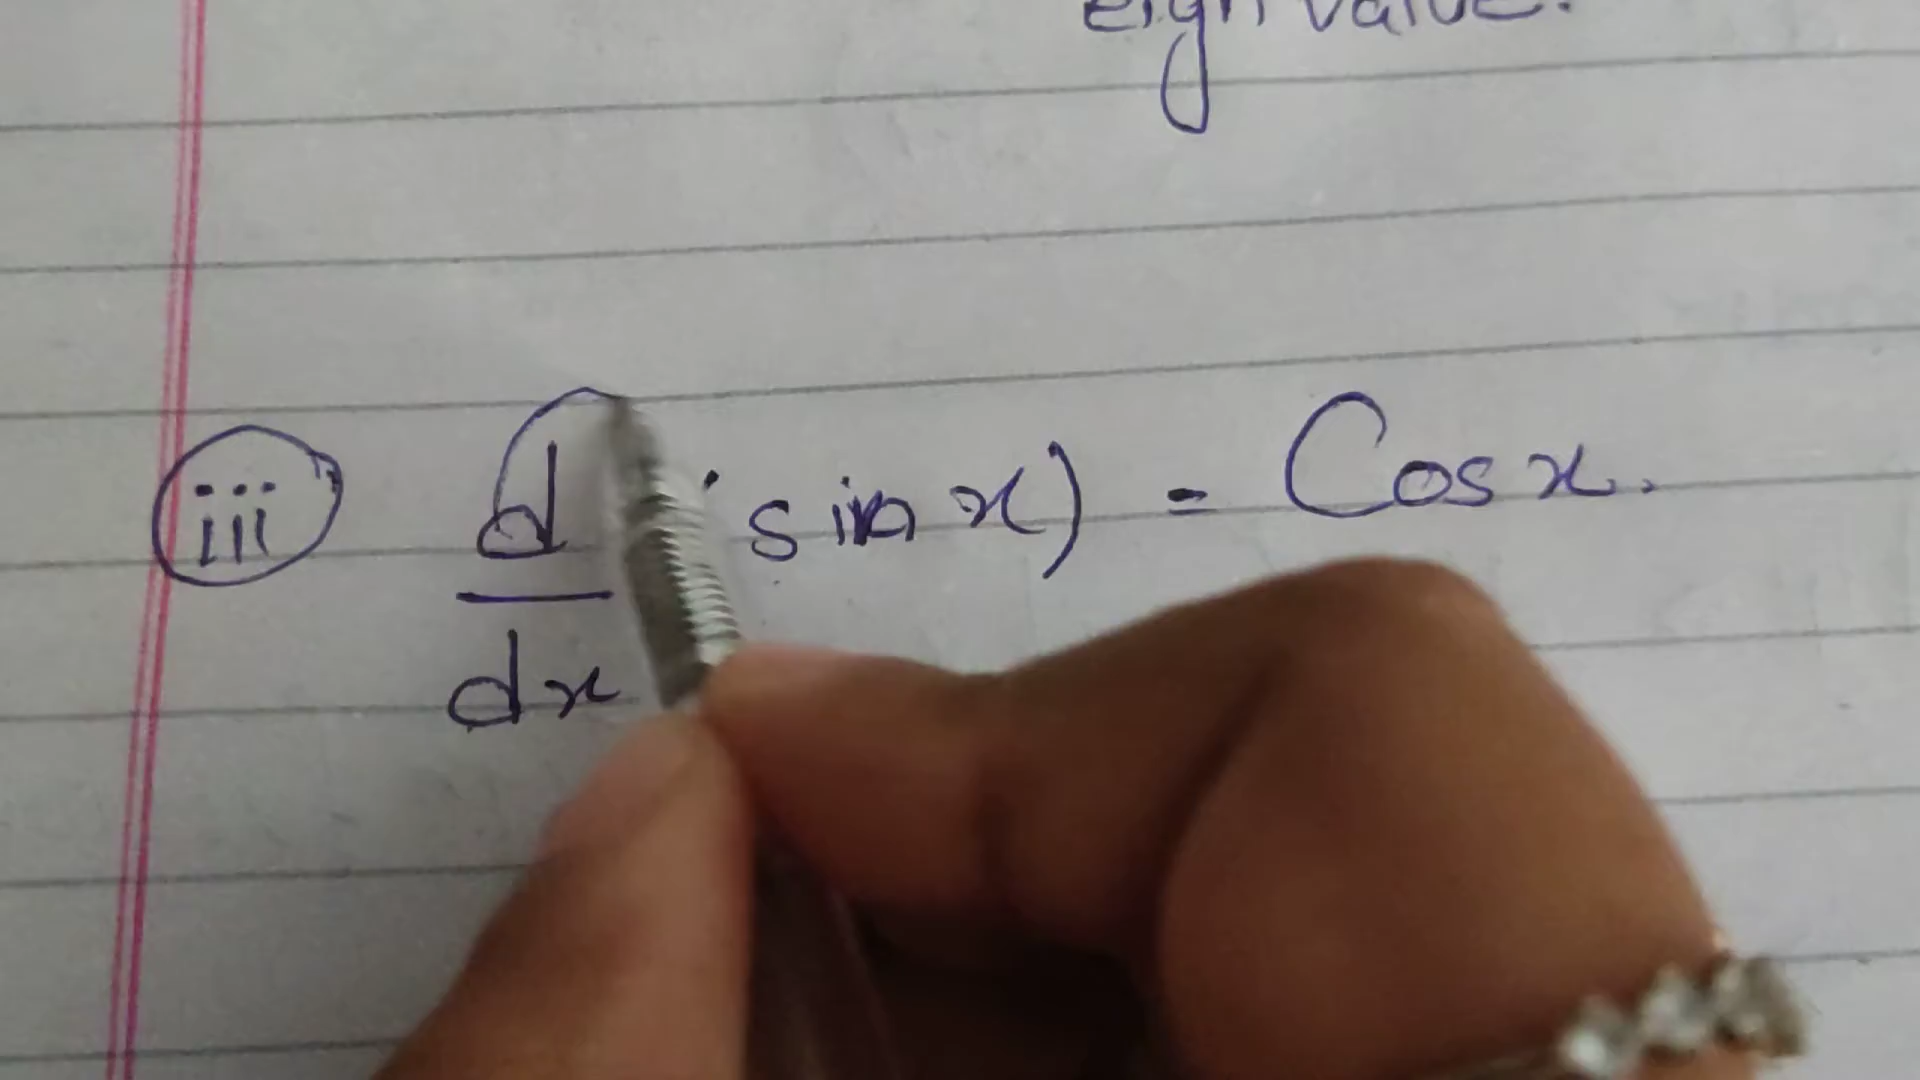 eign value.
iii d/dx (sin x) = Cos x.